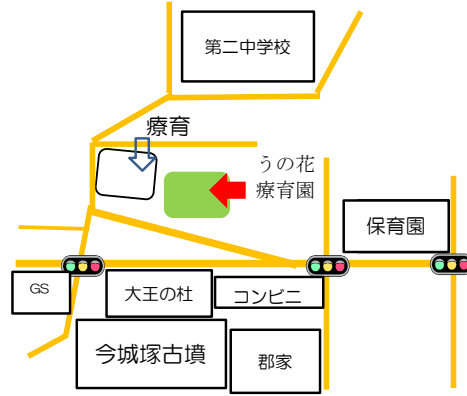 第二中学校
療育
うの花
療育園
保育園
GS
大王の杜
コンビニ
今城塚古墳
郡家